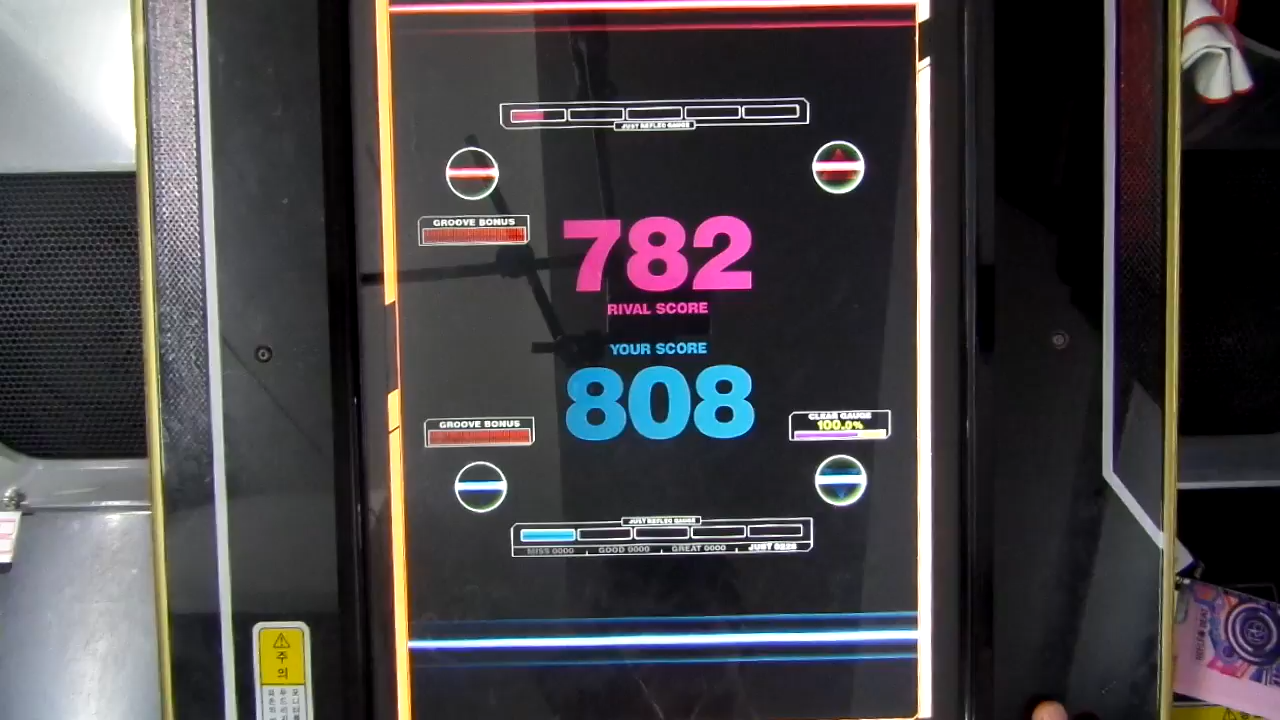 JUST REFLEC GAUGE
GROOVE BONUS
782
RIVAL SCORE
YOUR SCORE
808
GROOVE BONUS
CLEAR GAUGE
100.0%
JUST REFLEC GAUGE
MISS 0000 GOOD 0000 GREAT 0000 JUST
주의